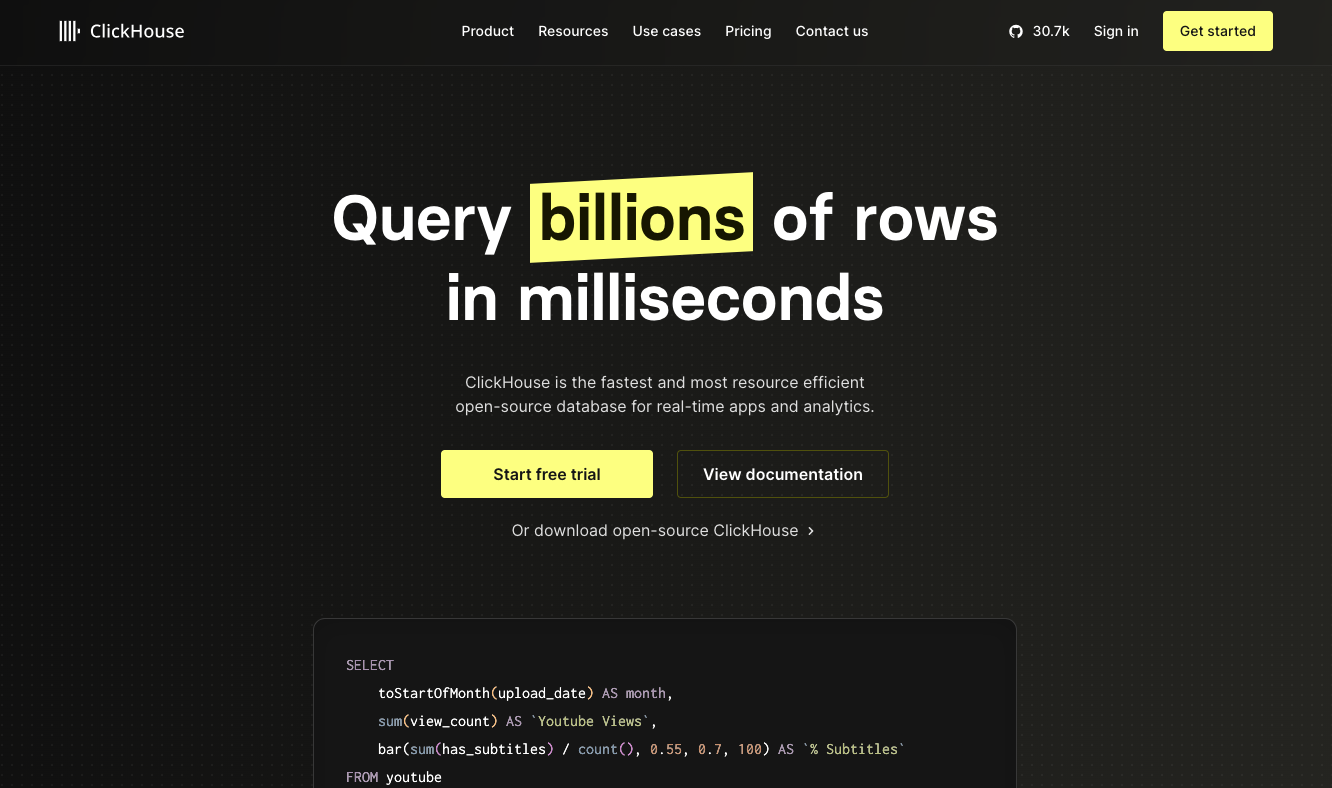 ClickHouse
Product Resources Use cases Pricing Contact us
30.7k Sign in Get started
Query billions of rows
in milliseconds
ClickHouse is the fastest and most resource efficient
open-source database for real-time apps and analytics.
Start free trial View documentation
Or download open-source ClickHouse
SELECT
    toStartOfMonth(upload_date) AS month,
    sum(view_count) AS `Youtube Views`,
    bar(sum(has_subtitles) / count(), 0.55, 0.7, 100) AS `% Subtitles`
FROM youtube